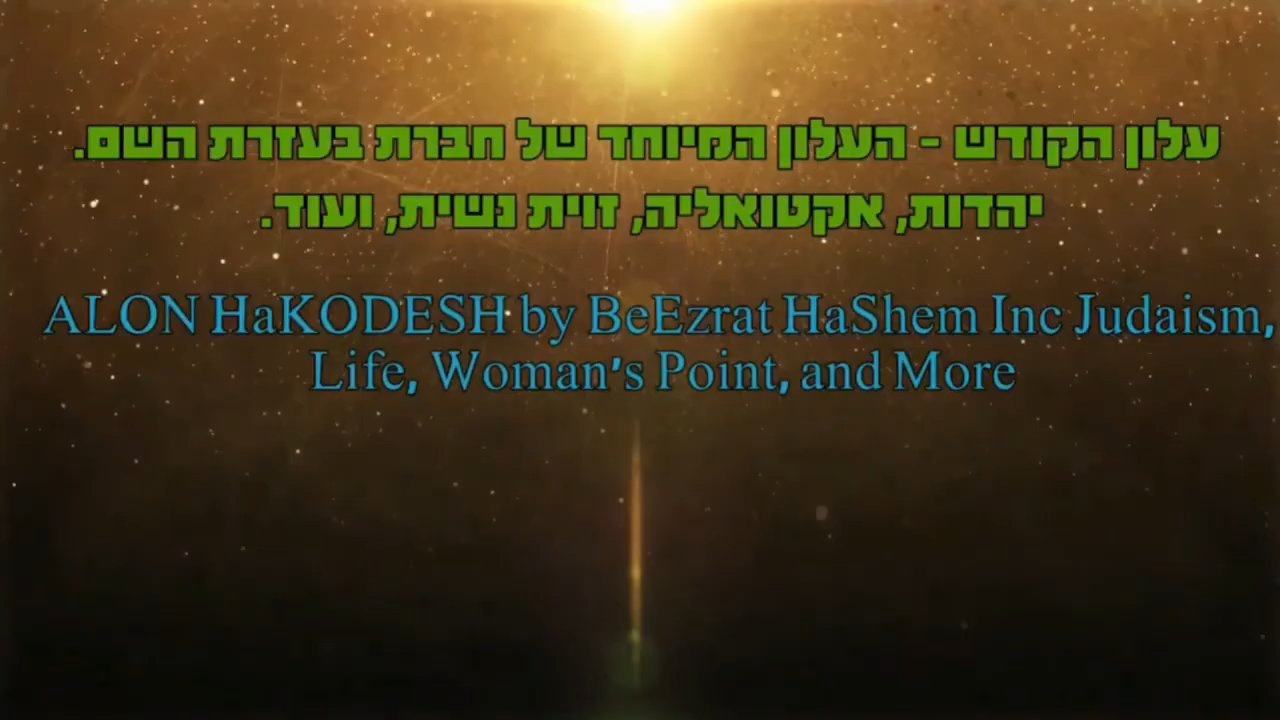 עלון הקודש - העלון המיוחד של חברת בעזרת השם.
יהדות, אקטואליה, זוית נשית, ועוד.
ALON HaKODESH by BeEzrat HaShem Inc Judaism,
Life, Woman's Point, and More